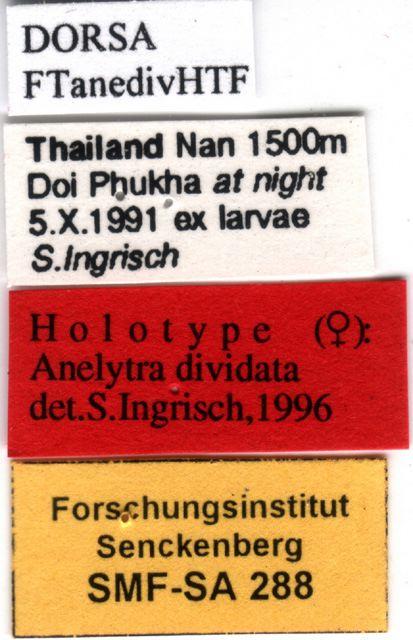 DORSA
FTanedivHTF
Thailand Nan 1500m
Doi Phukha at night
5.X.1991 ex larvae
S.Ingrisch
Holotype (♀):
Anelytra dividata
det.S.Ingrisch,1996
Forschungsinstitut
Senckenberg
SMF-SA 288